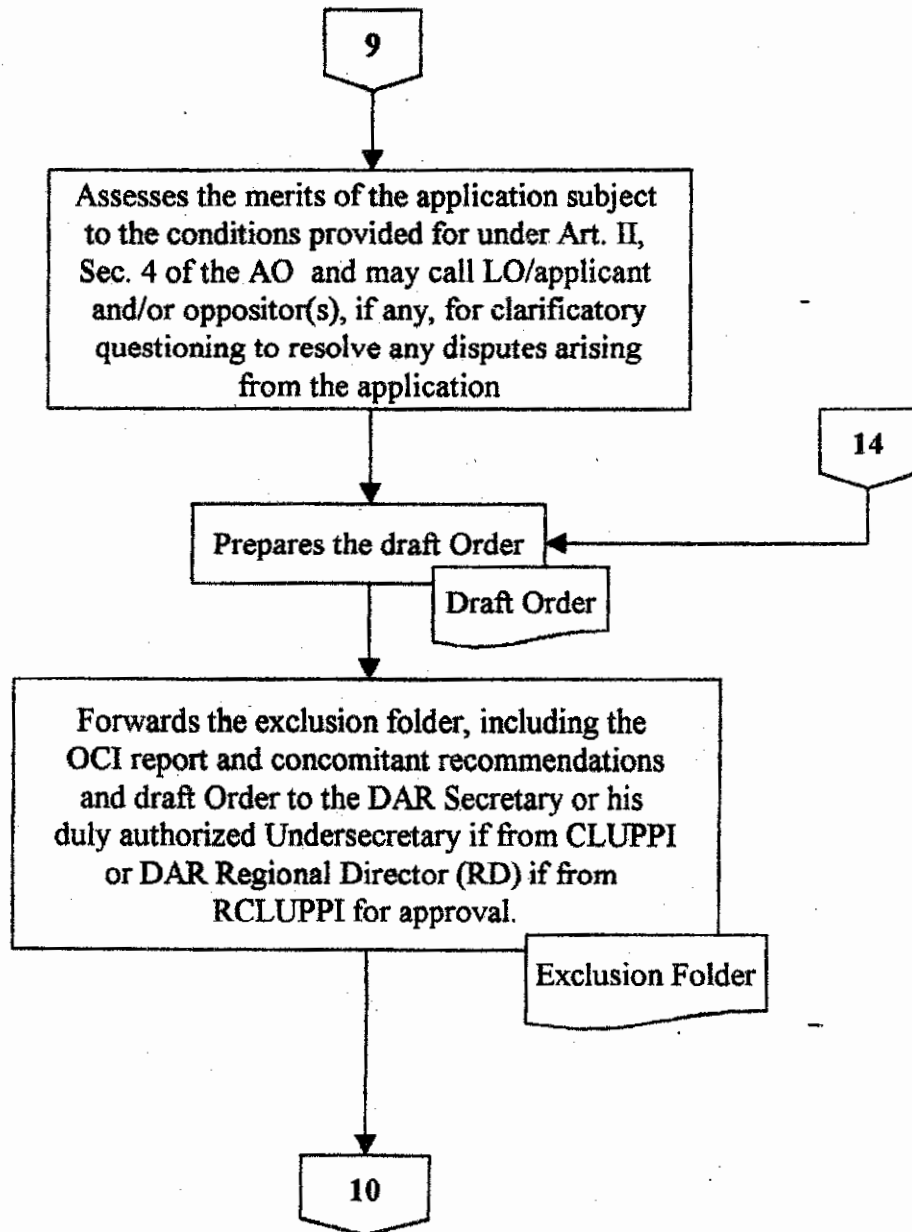 9
Assesses the merits of the application subject
to the conditions provided for under Art. II,
Sec. 4 of the AO and may call LO/applicant
and/or oppositor(s), if any, for clarificatory
questioning to resolve any disputes arising
from the application
14
Prepares the draft Order
Draft Order
Forwards the exclusion folder, including the
OCI report and concomitant recommendations
and draft Order to the DAR Secretary or his
duly authorized Undersecretary if from CLUPPI
or DAR Regional Director (RD) if from
RCLUPPI for approval.
Exclusion Folder
10